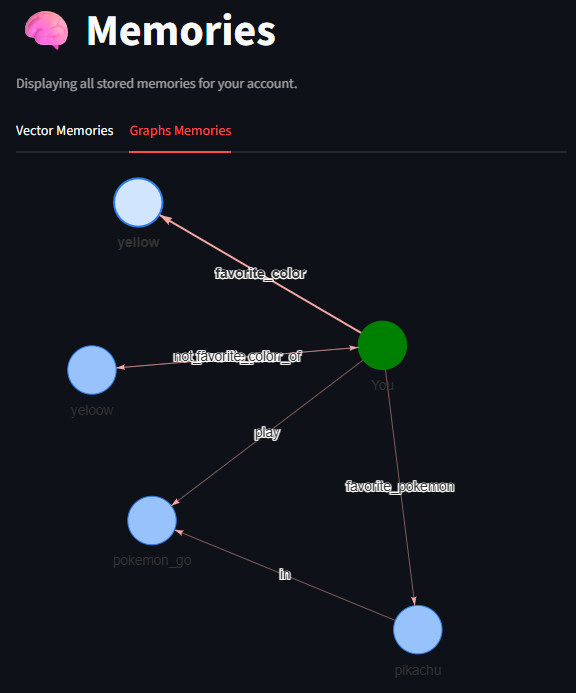 Memories
Displaying all stored memories for your account.
Vector Memories Graphs Memories
yellow
favorite_color
You
yeloow
play
favorite_pokemon
pokemon_go
in
pikachu